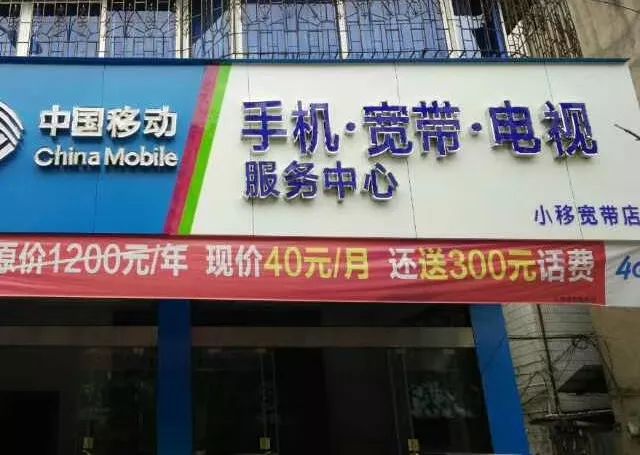 中国移动
China Mobile
手机·宽带·电视
服务中心
小移宽带店
原价1200元/年 现价40元/月 还送300元话费
4G